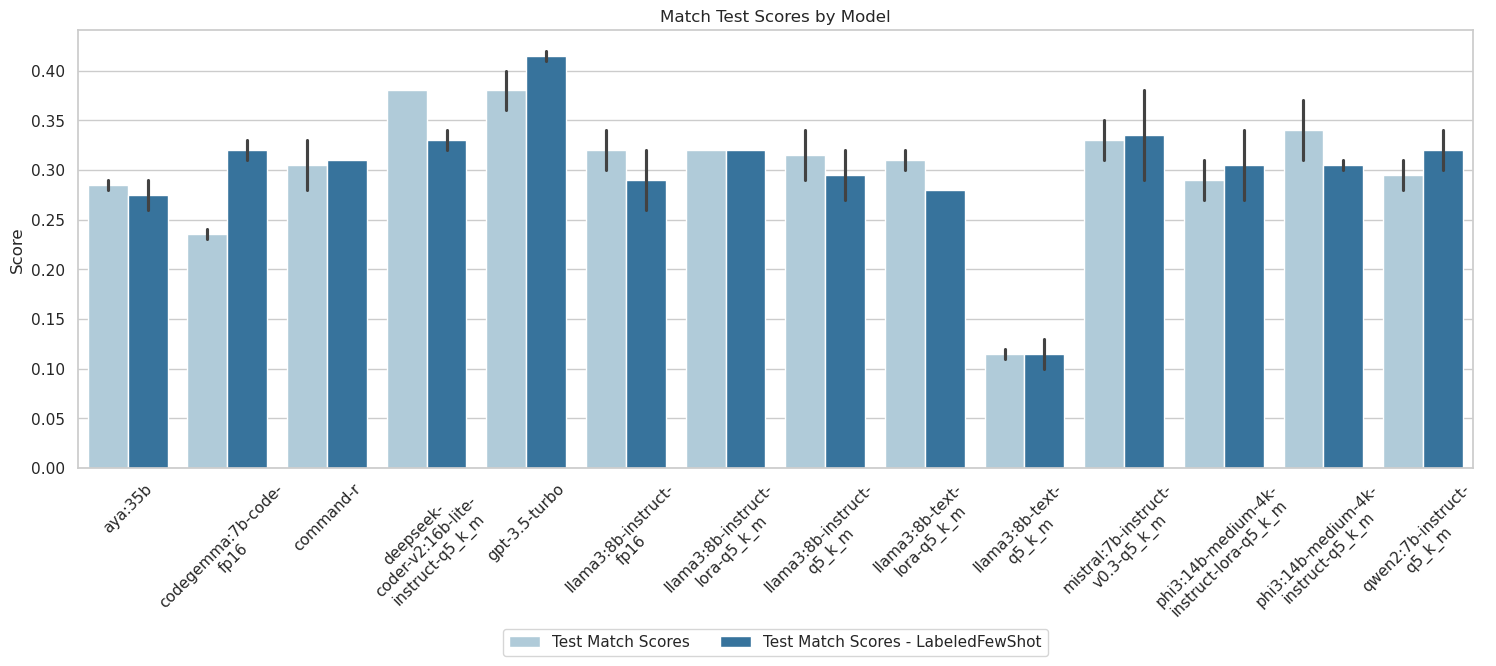 Match Test Scores by Model
Score
0.40
0.35
0.30
0.25
0.20
0.15
0.10
0.05
0.00
aya:35b
codegemma:7b-code-
fp16
command-r
deepseek-
coder-v2:16b-lite-
instruct-q5_k_m
gpt-3.5-turbo
llama3:8b-instruct-
fp16
llama3:8b-instruct-
lora-q5_k_m
llama3:8b-instruct-
q5_k_m
llama3:8b-text-
lora-q5_k_m
llama3:8b-text-
q5_k_m
mistral:7b-instruct-
v0.3-q5_k_m
phi3:14b-medium-4k-
instruct-lora-q5_k_m
phi3:14b-medium-4k-
instruct-q5_k_m
qwen2:7b-instruct-
q5_k_m
Test Match Scores
Test Match Scores - LabeledFewShot